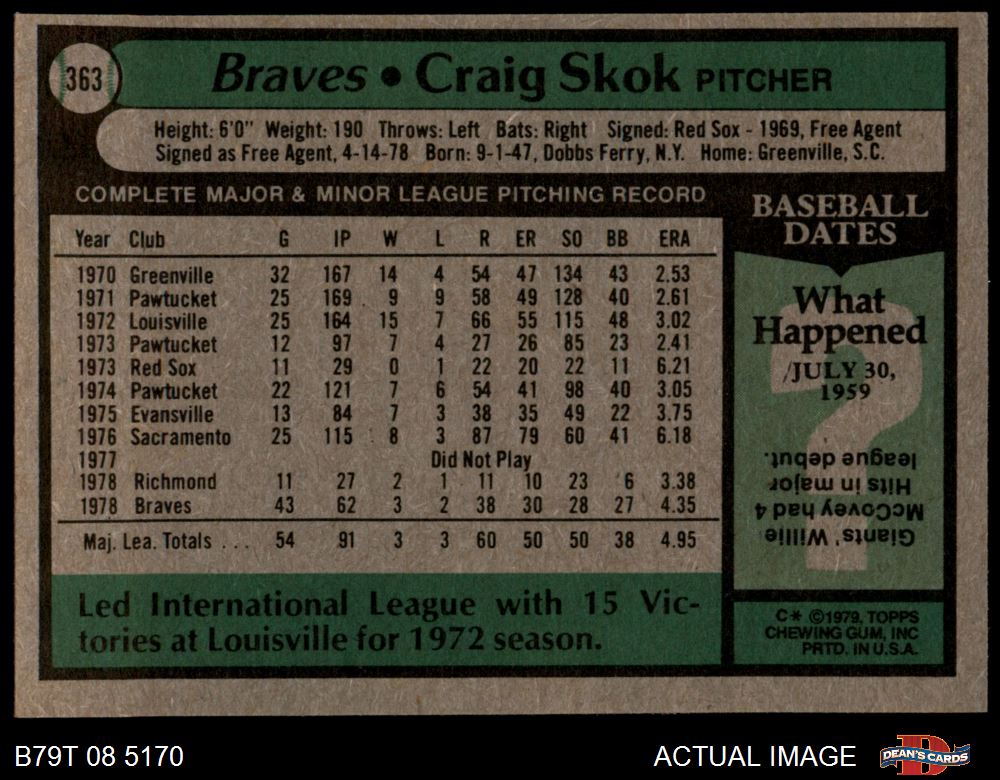 363
Braves • Craig Skok PITCHER
Height: 6'0" Weight: 190 Throws: Left Bats: Right Signed: Red Sox - 1969, Free Agent
Signed as Free Agent, 4-14-78 Born: 9-1-47, Dobbs Ferry, N.Y. Home: Greenville, S.C.
COMPLETE MAJOR & MINOR LEAGUE PITCHING RECORD
Year Club G IP W L R ER SO BB ERA
1970 Greenville 32 167 14 4 54 47 134 43 2.53
1971 Pawtucket 25 169 9 9 58 49 128 40 2.61
1972 Louisville 25 164 15 7 66 55 115 48 3.02
1973 Pawtucket 12 97 7 4 27 26 85 23 2.41
1973 Red Sox 11 29 0 1 22 20 22 11 6.21
1974 Pawtucket 22 121 7 6 54 41 98 40 3.05
1975 Evansville 13 84 7 3 38 35 49 22 3.75
1976 Sacramento 25 115 8 3 87 79 60 41 6.18
1977 Did Not Play
1978 Richmond 11 27 2 1 11 10 23 6 3.38
1978 Braves 43 62 3 2 38 30 28 27 4.35
Maj. Lea. Totals ... 54 91 3 3 60 50 50 38 4.95
Led International League with 15 Vic-
tories at Louisville for 1972 season.
BASEBALL
DATES
What
Happened
/JULY 30,
1959
?
Giants' Willie
McCovey had 4
Hits in major
league debut.
C* ©1979, TOPPS
CHEWING GUM, INC
PRTD. IN U.S.A.
B79T 08 5170
ACTUAL IMAGE
D
DEAN'S CARDS